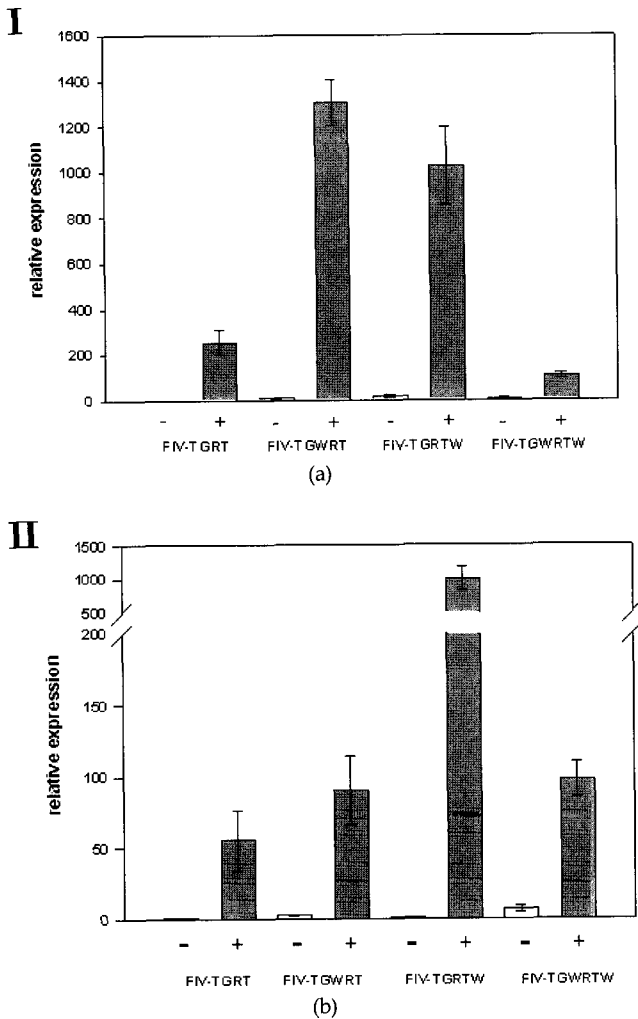 I
1600
1400
1200
1000
800
600
400
200
0
relative expression
- + - + - + - +
FIV-TGRT FIV-TGWRT FIV-TGRTW FIV-TGWRTW
(a)
II
1500
1000
500
200
150
100
50
0
relative expression
- + - + - + - +
FIV-TGRT FIV-TGWRT FIV-TGRTW FIV-TGWRTW
(b)